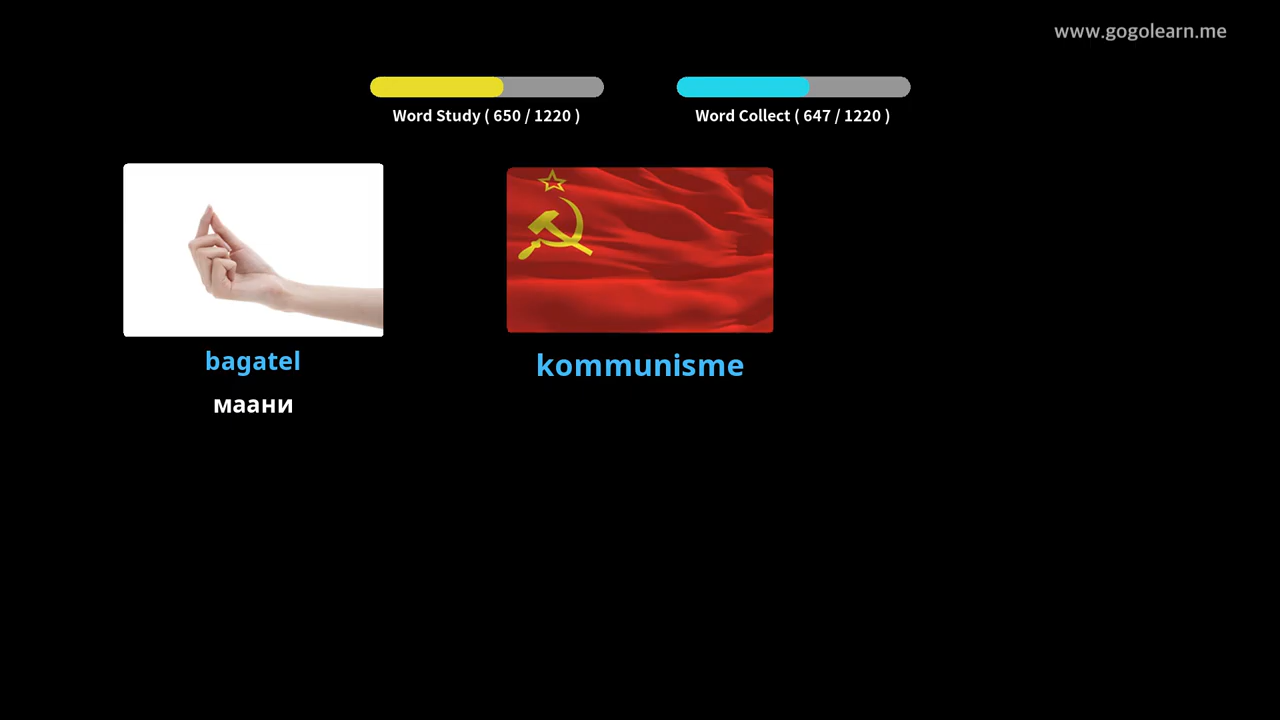 www.gogolearn.me
Word Study ( 650 / 1220 )
Word Collect ( 647 / 1220 )
bagatel
маани
kommunisme